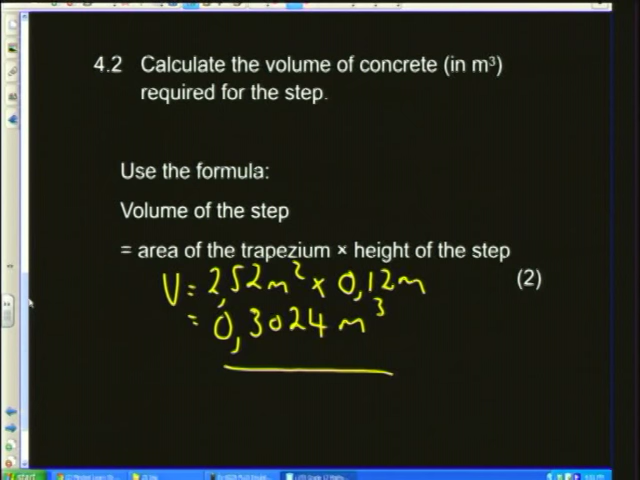 4.2 Calculate the volume of concrete (in m³)
required for the step.
Use the formula:
Volume of the step
= area of the trapezium × height of the step
(2)
V = 2,52m² × 0,12m
= 0,3024 m³
START